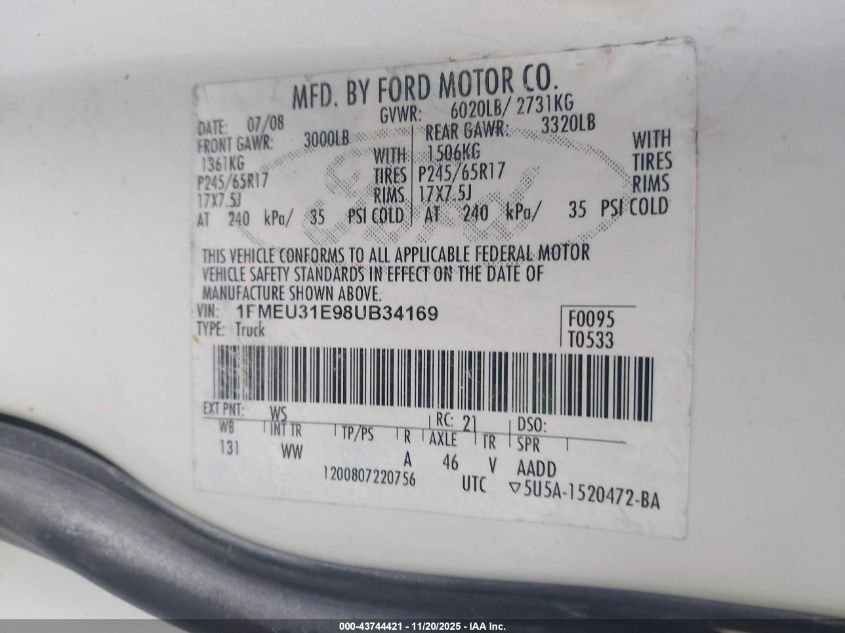 MFD. BY FORD MOTOR CO.
DATE: 07/08 GVWR: 6020LB/ 2731KG
FRONT GAWR: 3000LB REAR GAWR: 3320LB
1361KG WITH 1506KG WITH
P245/65R17 TIRES P245/65R17 TIRES
17X7.5J RIMS 17X7.5J RIMS
AT 240 kPa/ 35 PSI COLD AT 240 kPa/ 35 PSI COLD
Ford
THIS VEHICLE CONFORMS TO ALL APPLICABLE FEDERAL MOTOR
VEHICLE SAFETY STANDARDS IN EFFECT ON THE DATE OF
MANUFACTURE SHOWN ABOVE.
VIN: 1FMEU31E98UB34169 F0095
TYPE: Truck T0533
EXT PNT: WS RC: 21 DSO:
WB INT TR TP/PS R AXLE TR SPR
131 WW A 46 V AADD
1200807220756 UTC ▽5U5A-1520472-BA
000-43744421 - 11/20/2025 - IAA Inc.